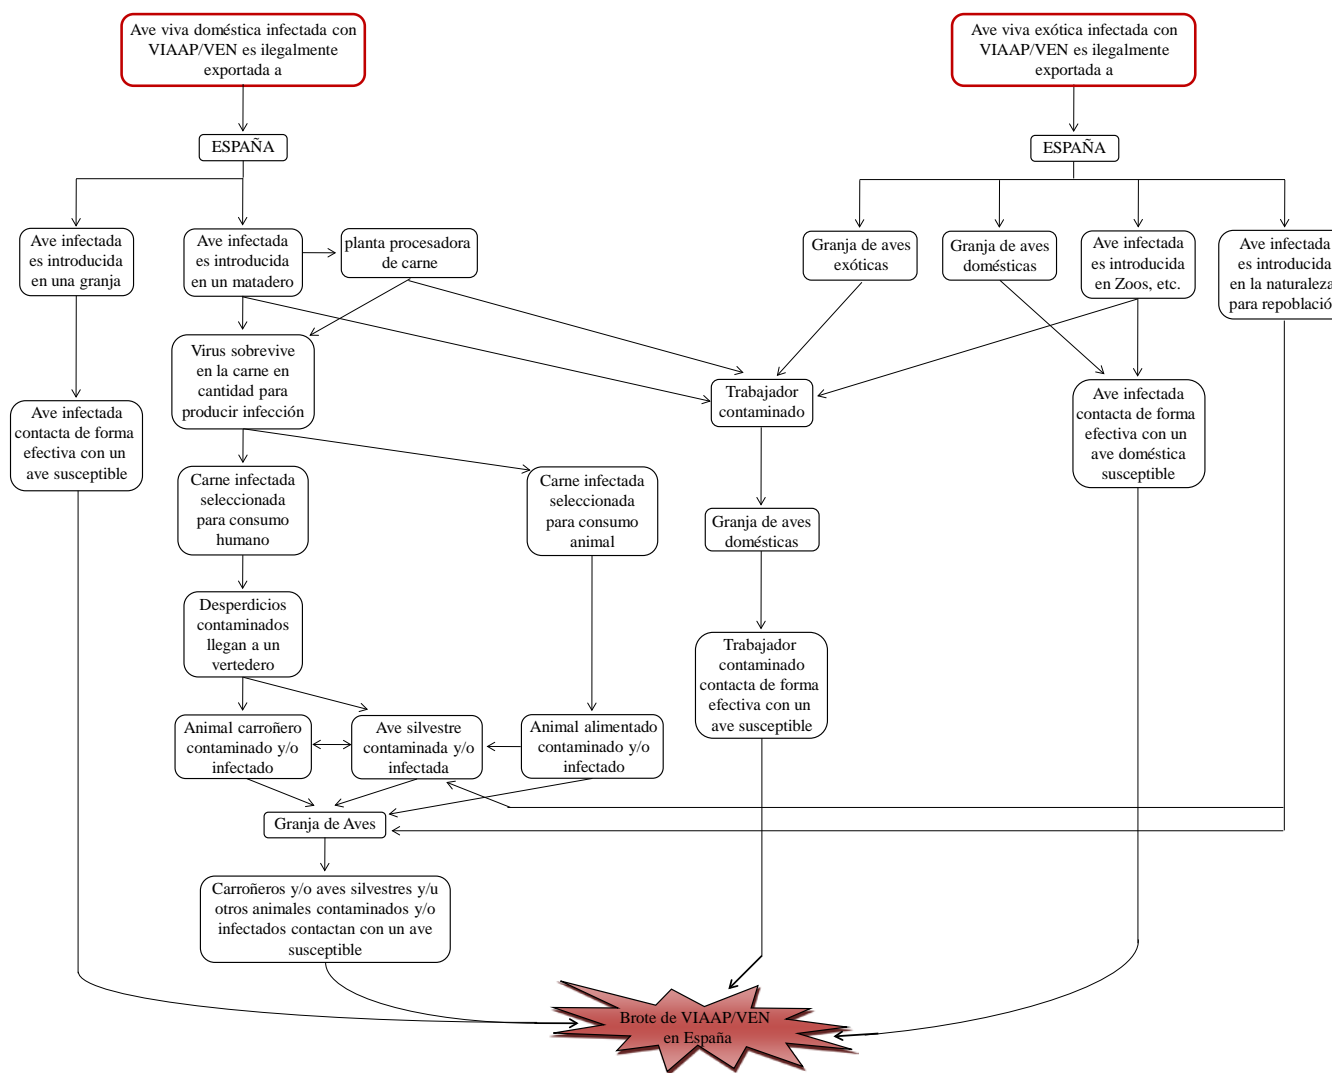 Ave viva doméstica infectada con
VIAAP/VEN es ilegalmente
exportada a
Ave viva exótica infectada con
VIAAP/VEN es ilegalmente
exportada a
ESPAÑA
ESPAÑA
Ave infectada
es introducida
en una granja
Ave infectada
es introducida
en un matadero
planta procesadora
de carne
Granja de aves
exóticas
Granja de aves
domésticas
Ave infectada
es introducida
en Zoos, etc.
Ave infectada
es introducida
en la naturaleza
para repoblación
Virus sobrevive
en la carne en
cantidad para
producir infección
Trabajador
contaminado
Ave infectada
contacta de forma
efectiva con un
ave susceptible
Ave infectada
contacta de forma
efectiva con un
ave doméstica
susceptible
Carne infectada
seleccionada
para consumo
humano
Carne infectada
seleccionada
para consumo
animal
Granja de aves
domésticas
Desperdicios
contaminados
llegan a un
vertedero
Trabajador
contaminado
contacta de forma
efectiva con un
ave susceptible
Animal carroñero
contaminado y/o
infectado
Ave silvestre
contaminada y/o
infectada
Animal alimentado
contaminado y/o
infectado
Granja de Aves
Carroñeros y/o aves silvestres y/u
otros animales contaminados y/o
infectados contactan con un ave
susceptible
Brote de VIAAP/VEN
en España